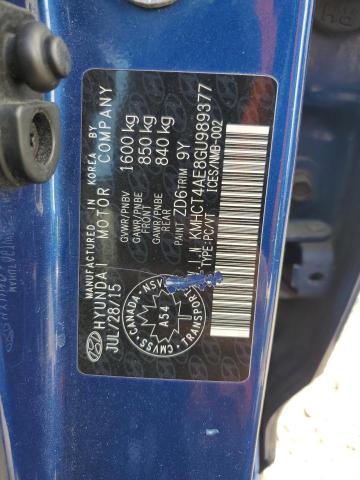 MANUFACTURED IN KOREA BY
HYUNDAI MOTOR COMPANY
JUL/28/15
GVWR/PNBV 1600 kg
GAWR/PNBE FRONT 850 kg
GAWR/PNBE REAR 840 kg
PAINT ZD6 TRIM 9Y
V.I.N KMHCT4AE8GU989377
TYPE:PC/VT TCES/NMB-002
CANADA NSV
A54
CMVSS TRANSPORT